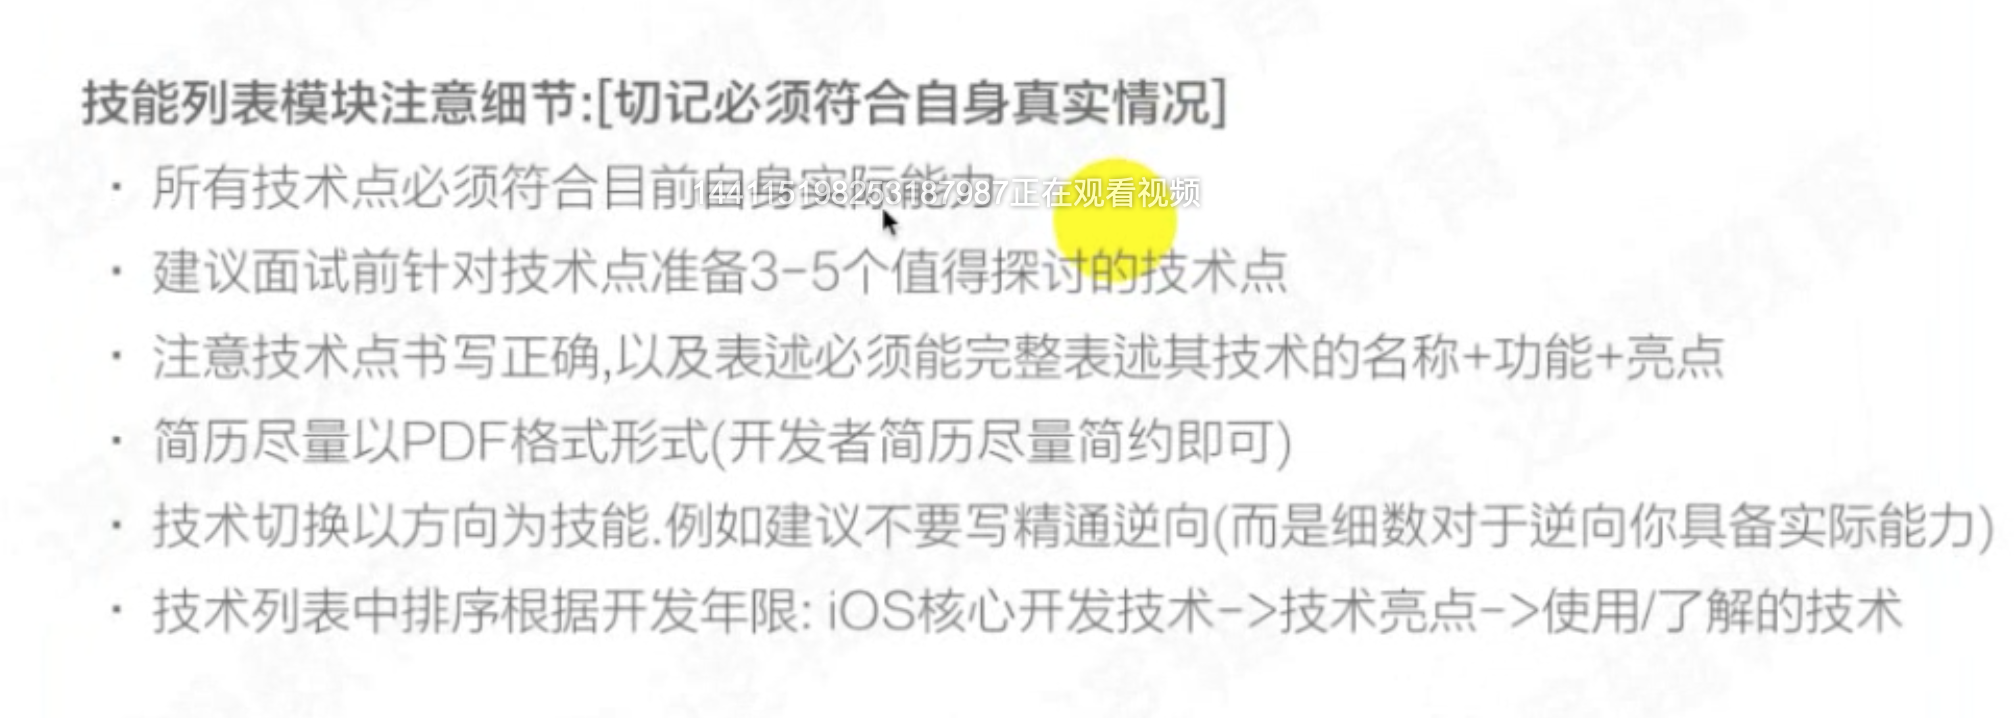 技能列表模块注意细节:[切记必须符合自身真实情况]
· 所有技术点必须符合目前自身实际能力
144115198253187987正在观看视频
· 建议面试前针对技术点准备3-5个值得探讨的技术点
· 注意技术点书写正确,以及表述必须能完整表述其技术的名称+功能+亮点
· 简历尽量以PDF格式形式(开发者简历尽量简约即可)
· 技术切换以方向为技能.例如建议不要写精通逆向(而是细数对于逆向你具备实际能力)
· 技术列表中排序根据开发年限: iOS核心开发技术->技术亮点->使用/了解的技术